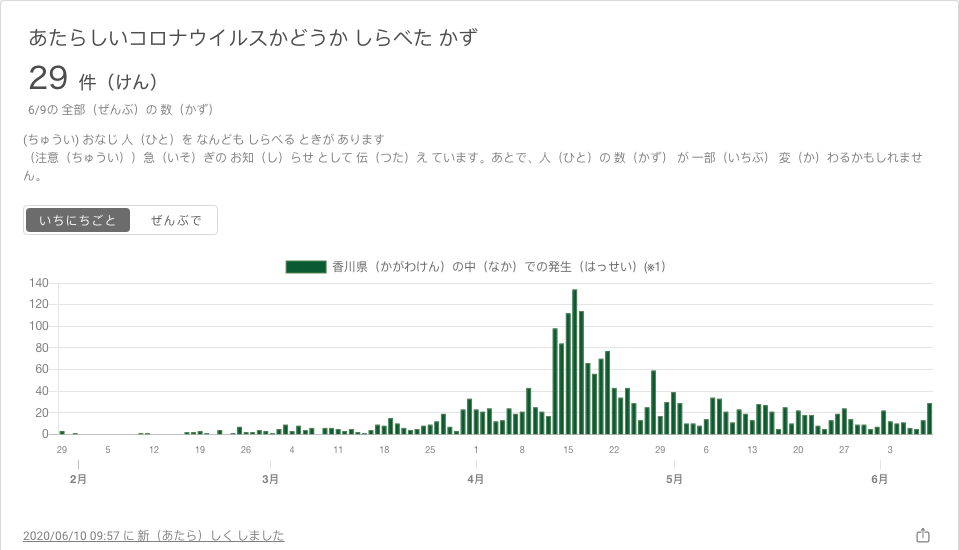 あたらしいコロナウイルスかどうか しらべた かず
29 件（けん）
6/9の 全部（ぜんぶ）の 数（かず）
(ちゅうい) おなじ 人（ひと）を なんども しらべる ときが あります
（注意（ちゅうい））急（いそ）ぎの お知（し）らせ として 伝（つた）え ています。あとで、人（ひと）の 数（かず） が 一部（いちぶ） 変（か）わるかもしれませ
ん。
いちにちごと ぜんぶで
香川県（かがわけん）の中（なか）での発生（はっせい）(※1)
140
120
100
80
60
40
20
0
29 5 12 19 26 4 11 18 25 1 8 15 22 29 6 13 20 27 3
2月 3月 4月 5月 6月
2020/06/10 09:57 に 新（あたら）しく しました